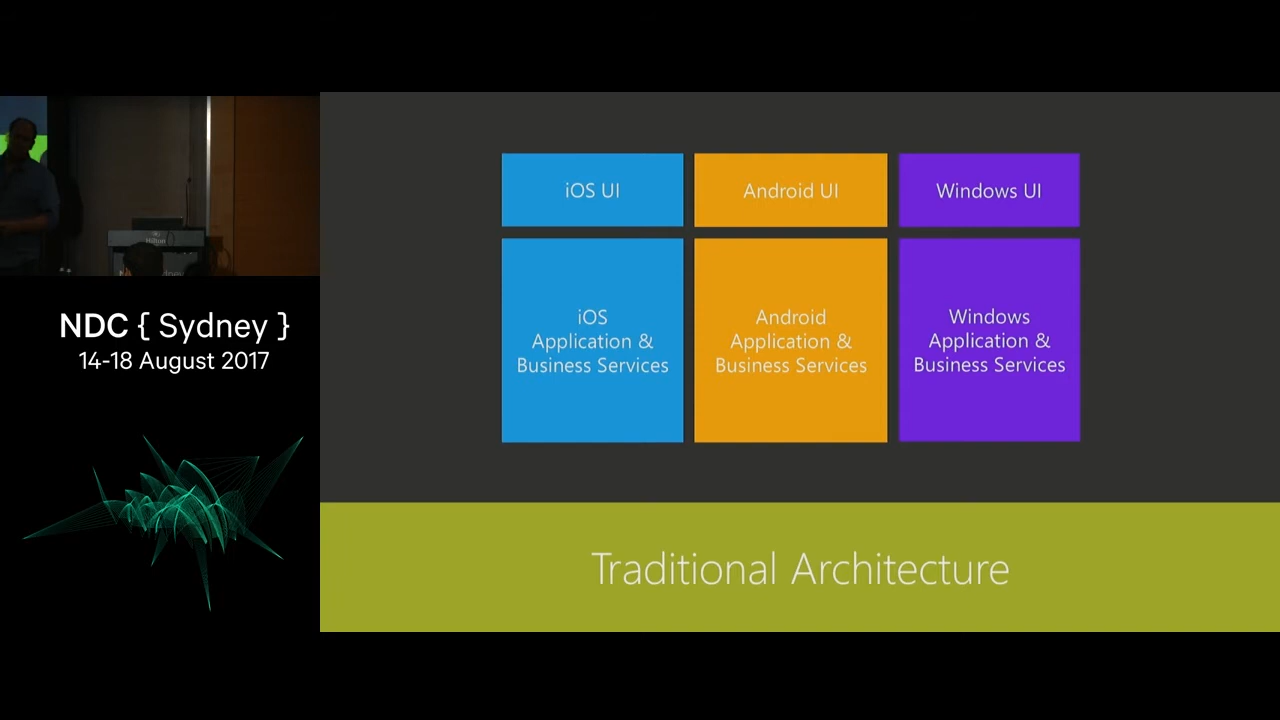 Hilton
NDC { Sydney }
14-18 August 2017
iOS UI
Android UI
Windows UI
iOS
Application &
Business Services
Android
Application &
Business Services
Windows
Application &
Business Services
Traditional Architecture